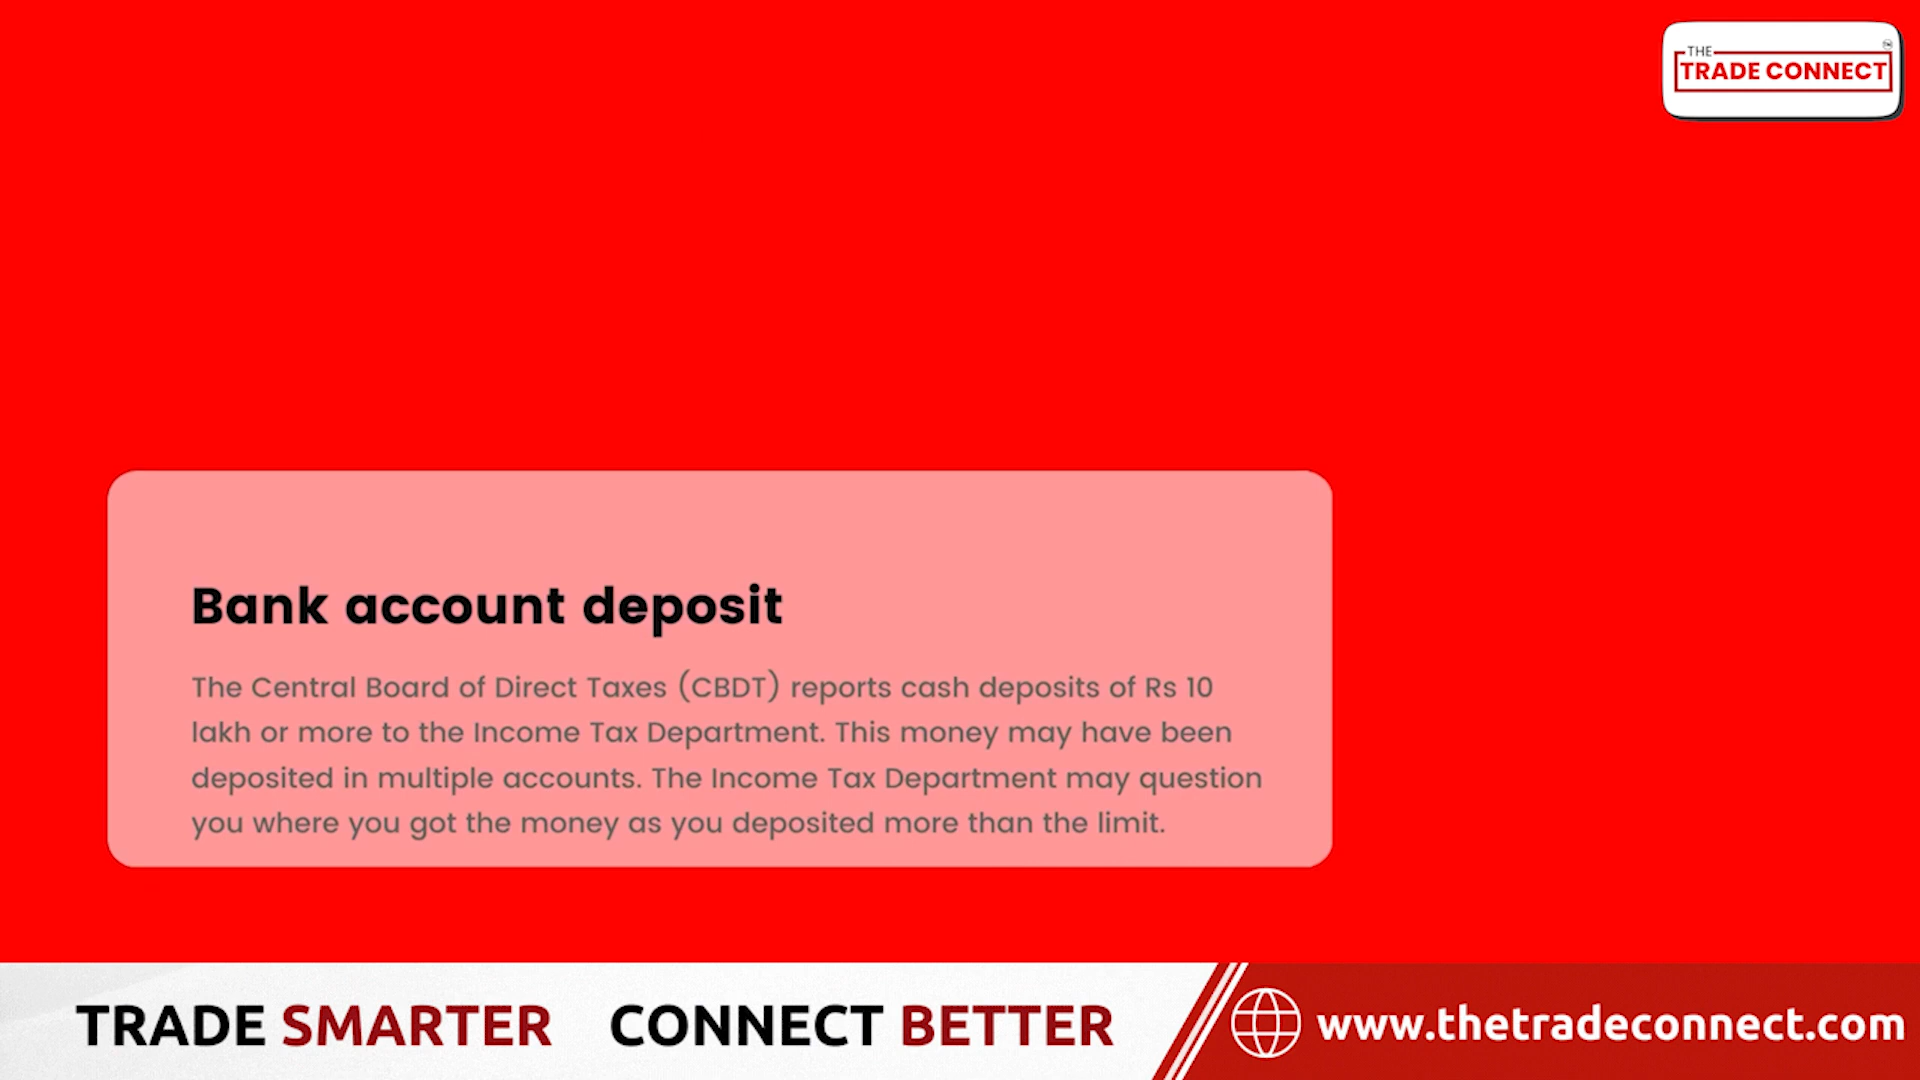 THE
TRADE CONNECT
TM
Bank account deposit
The Central Board of Direct Taxes (CBDT) reports cash deposits of Rs 10
lakh or more to the Income Tax Department. This money may have been
deposited in multiple accounts. The Income Tax Department may question
you where you got the money as you deposited more than the limit.
TRADE SMARTER CONNECT BETTER
www.thetradeconnect.com